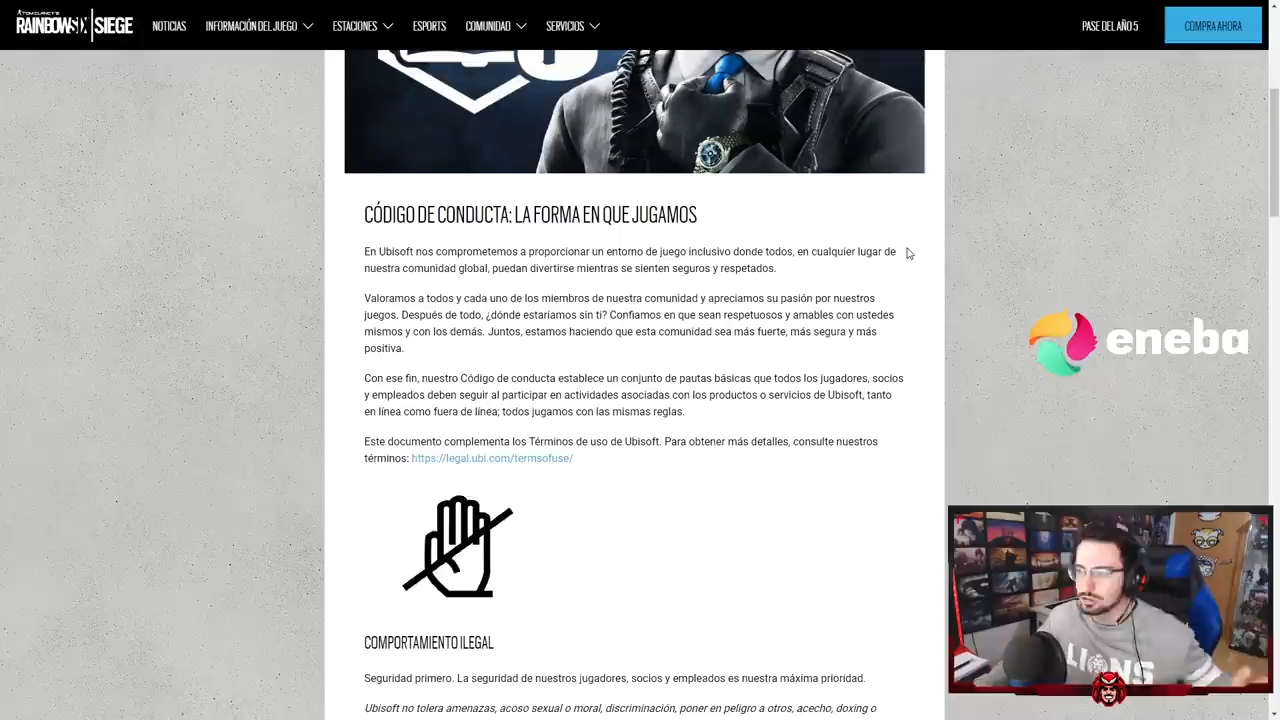 TOM CLANCY'S
RAINBOWSIX | SIEGE
NOTICIAS
INFORMACIÓN DEL JUEGO
ESTACIONES
ESPORTS
COMUNIDAD
SERVICIOS
PASE DEL AÑO 5
COMPRA AHORA
CÓDIGO DE CONDUCTA: LA FORMA EN QUE JUGAMOS
En Ubisoft nos comprometemos a proporcionar un entorno de juego inclusivo donde todos, en cualquier lugar de
nuestra comunidad global, puedan divertirse mientras se sienten seguros y respetados.
Valoramos a todos y cada uno de los miembros de nuestra comunidad y apreciamos su pasión por nuestros
juegos. Después de todo, ¿dónde estaríamos sin ti? Confiamos en que sean respetuosos y amables con ustedes
mismos y con los demás. Juntos, estamos haciendo que esta comunidad sea más fuerte, más segura y más
positiva.
Con ese fin, nuestro Código de conducta establece un conjunto de pautas básicas que todos los jugadores, socios
y empleados deben seguir al participar en actividades asociadas con los productos o servicios de Ubisoft, tanto
en línea como fuera de línea; todos jugamos con las mismas reglas.
Este documento complementa los Términos de uso de Ubisoft. Para obtener más detalles, consulte nuestros
términos: https://legal.ubi.com/termsofuse/
eneba
COMPORTAMIENTO ILEGAL
Seguridad primero. La seguridad de nuestros jugadores, socios y empleados es nuestra máxima prioridad.
Ubisoft no tolera amenazas, acoso sexual o moral, discriminación, poner en peligro a otros, acecho, doxing o
LIONS